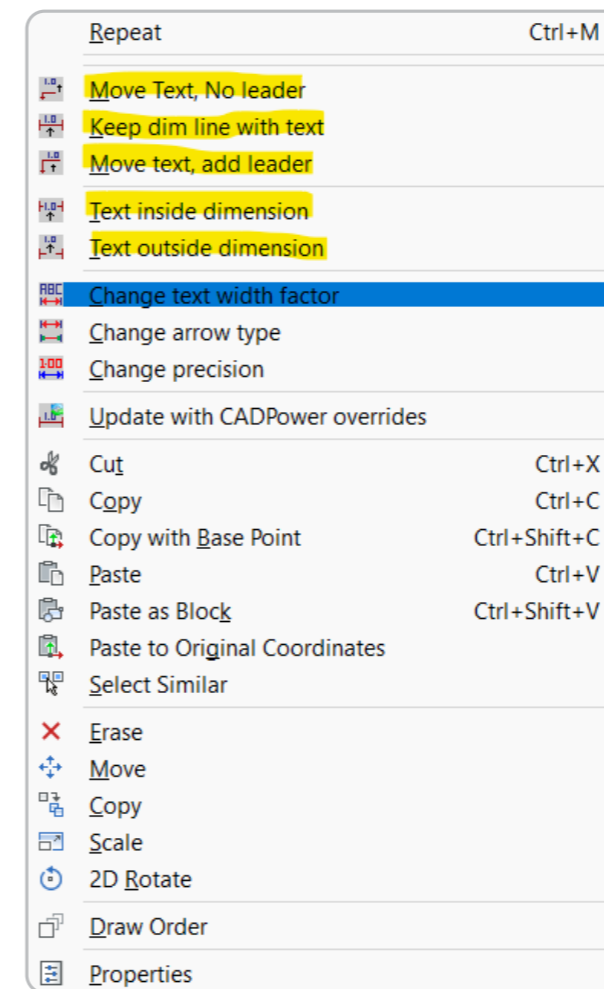 Repeat Ctrl+M
Move Text, No leader
Keep dim line with text
Move text, add leader
Text inside dimension
Text outside dimension
Change text width factor
Change arrow type
Change precision
Update with CADPower overrides
Cut Ctrl+X
Copy Ctrl+C
Copy with Base Point Ctrl+Shift+C
Paste Ctrl+V
Paste as Block Ctrl+Shift+V
Paste to Original Coordinates
Select Similar
Erase
Move
Copy
Scale
2D Rotate
Draw Order
Properties